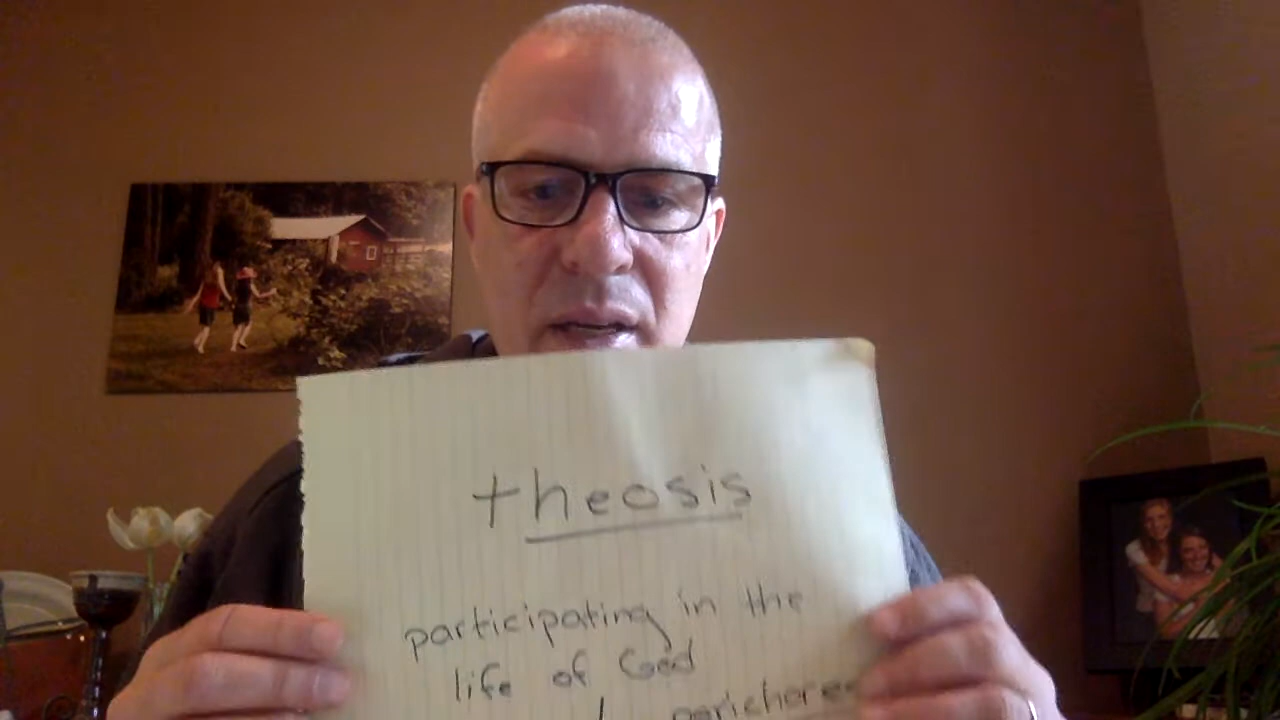 theosis
participating in the
life of God